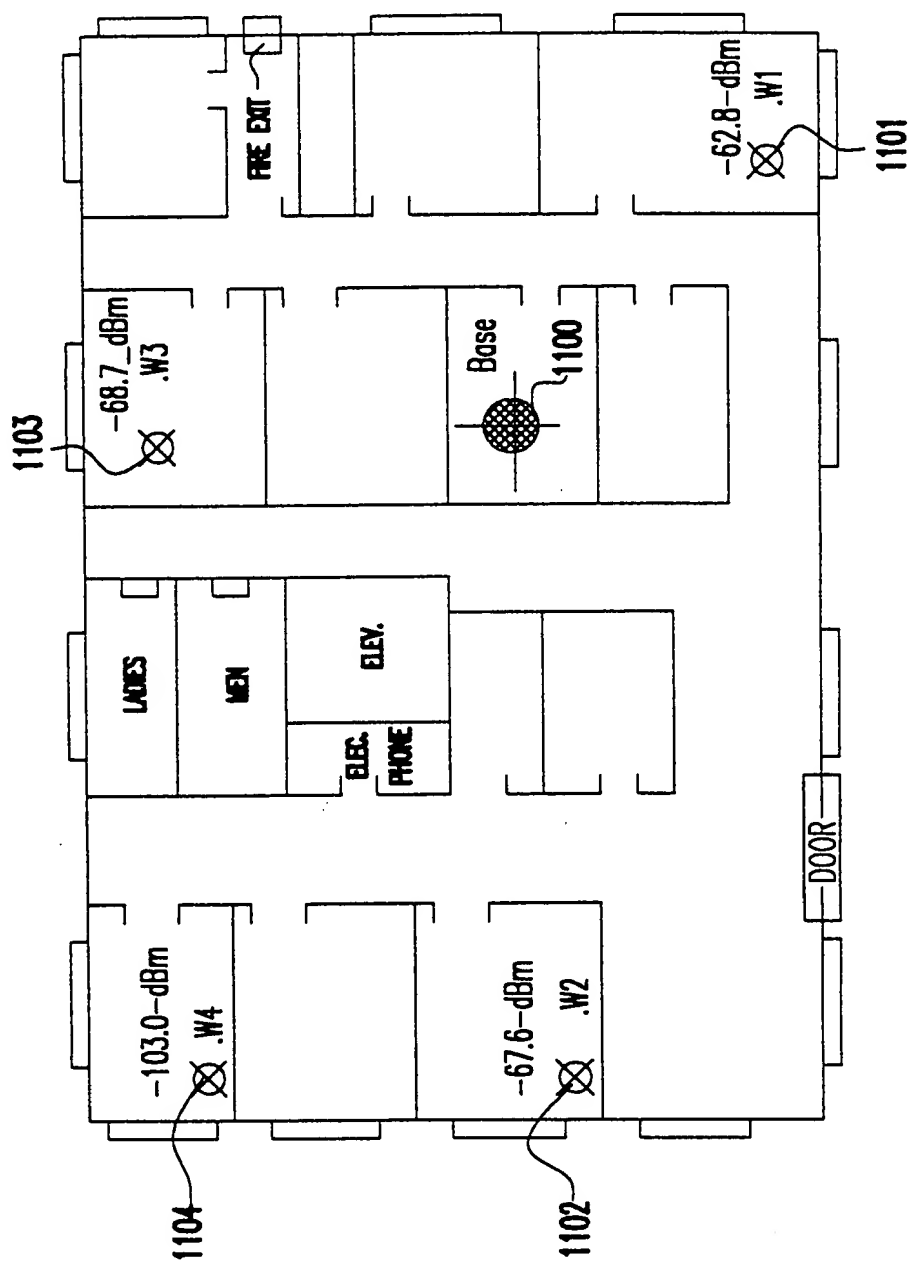 1104
-103.0-dBm
.W4
1103
-68.7_dBm
.W3
LADIES
MEN
ELEC.
PHONE
ELEV.
FIRE EXIT
1102
-67.6-dBm
.W2
Base
1100
-62.8-dBm
.W1
1101
DOOR